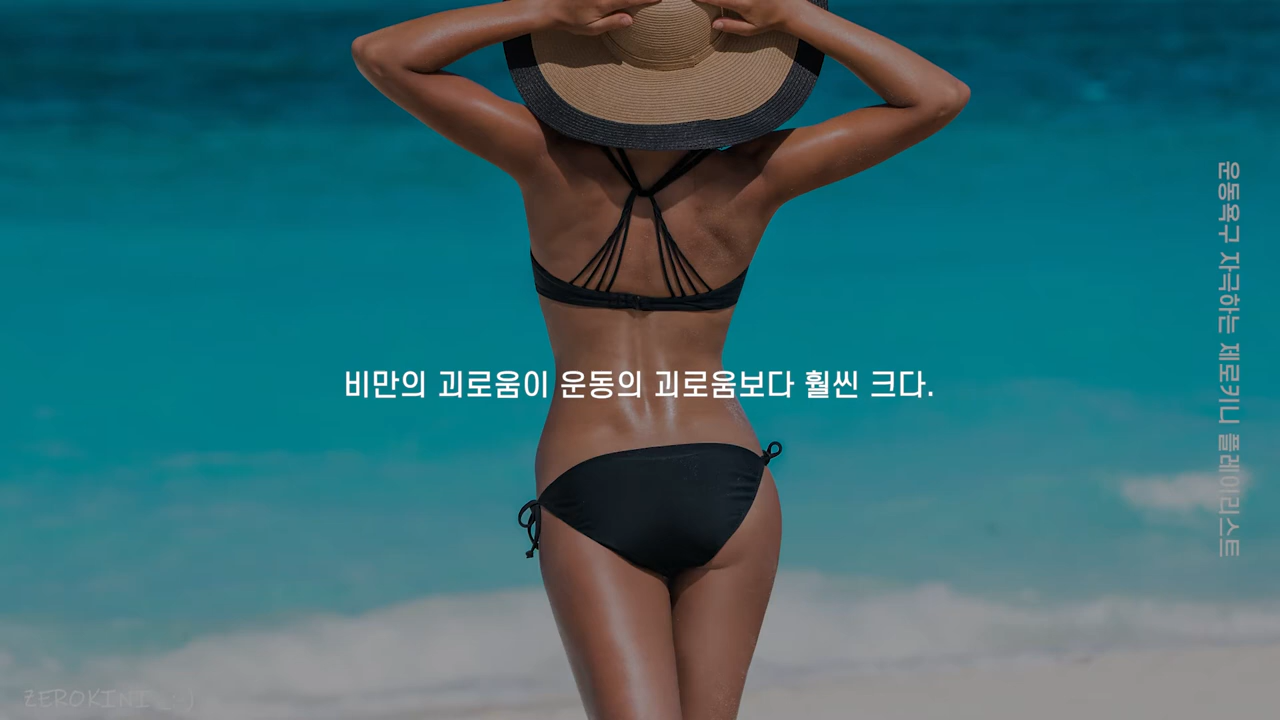 비만의 괴로움이 운동의 괴로움보다 훨씬 크다.
운동욕구 자극하는 제로키니 플레이리스트
ZEROKINI _ :)